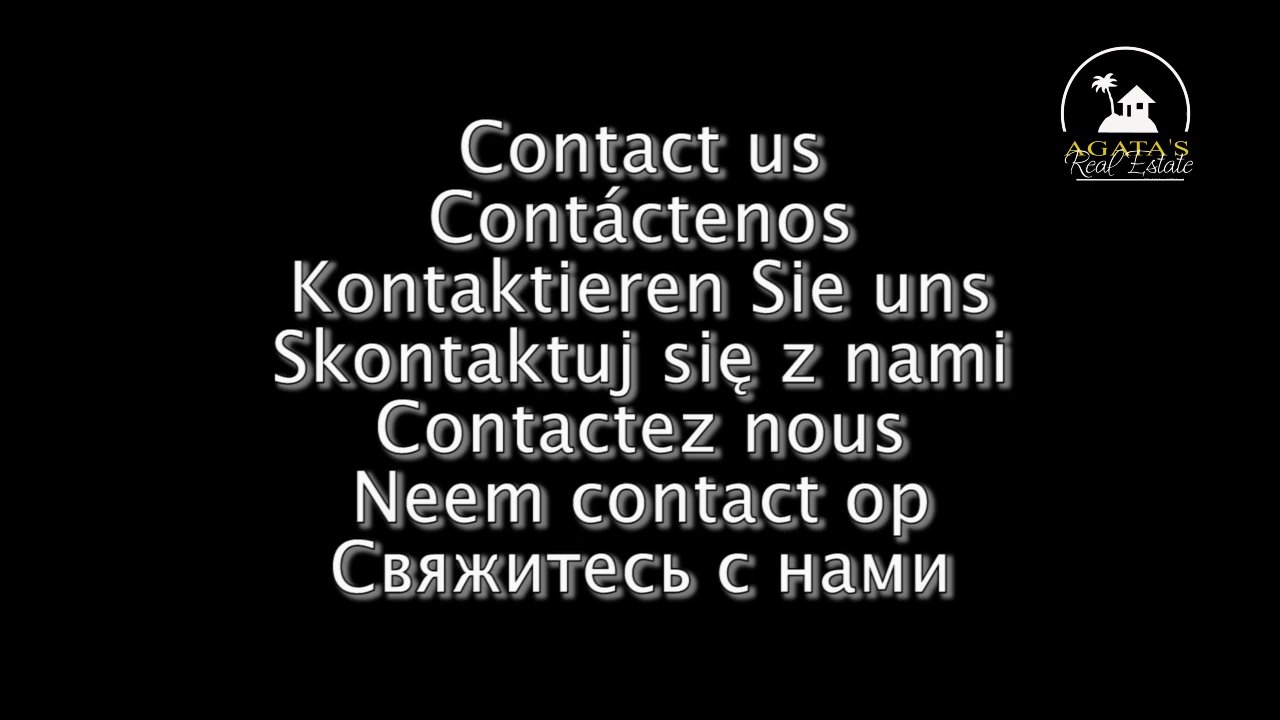 Contact us
Contáctenos
Kontaktieren Sie uns
Skontaktuj się z nami
Contactez nous
Neem contact op
Свяжитесь с нами
AGATA'S
Real Estate